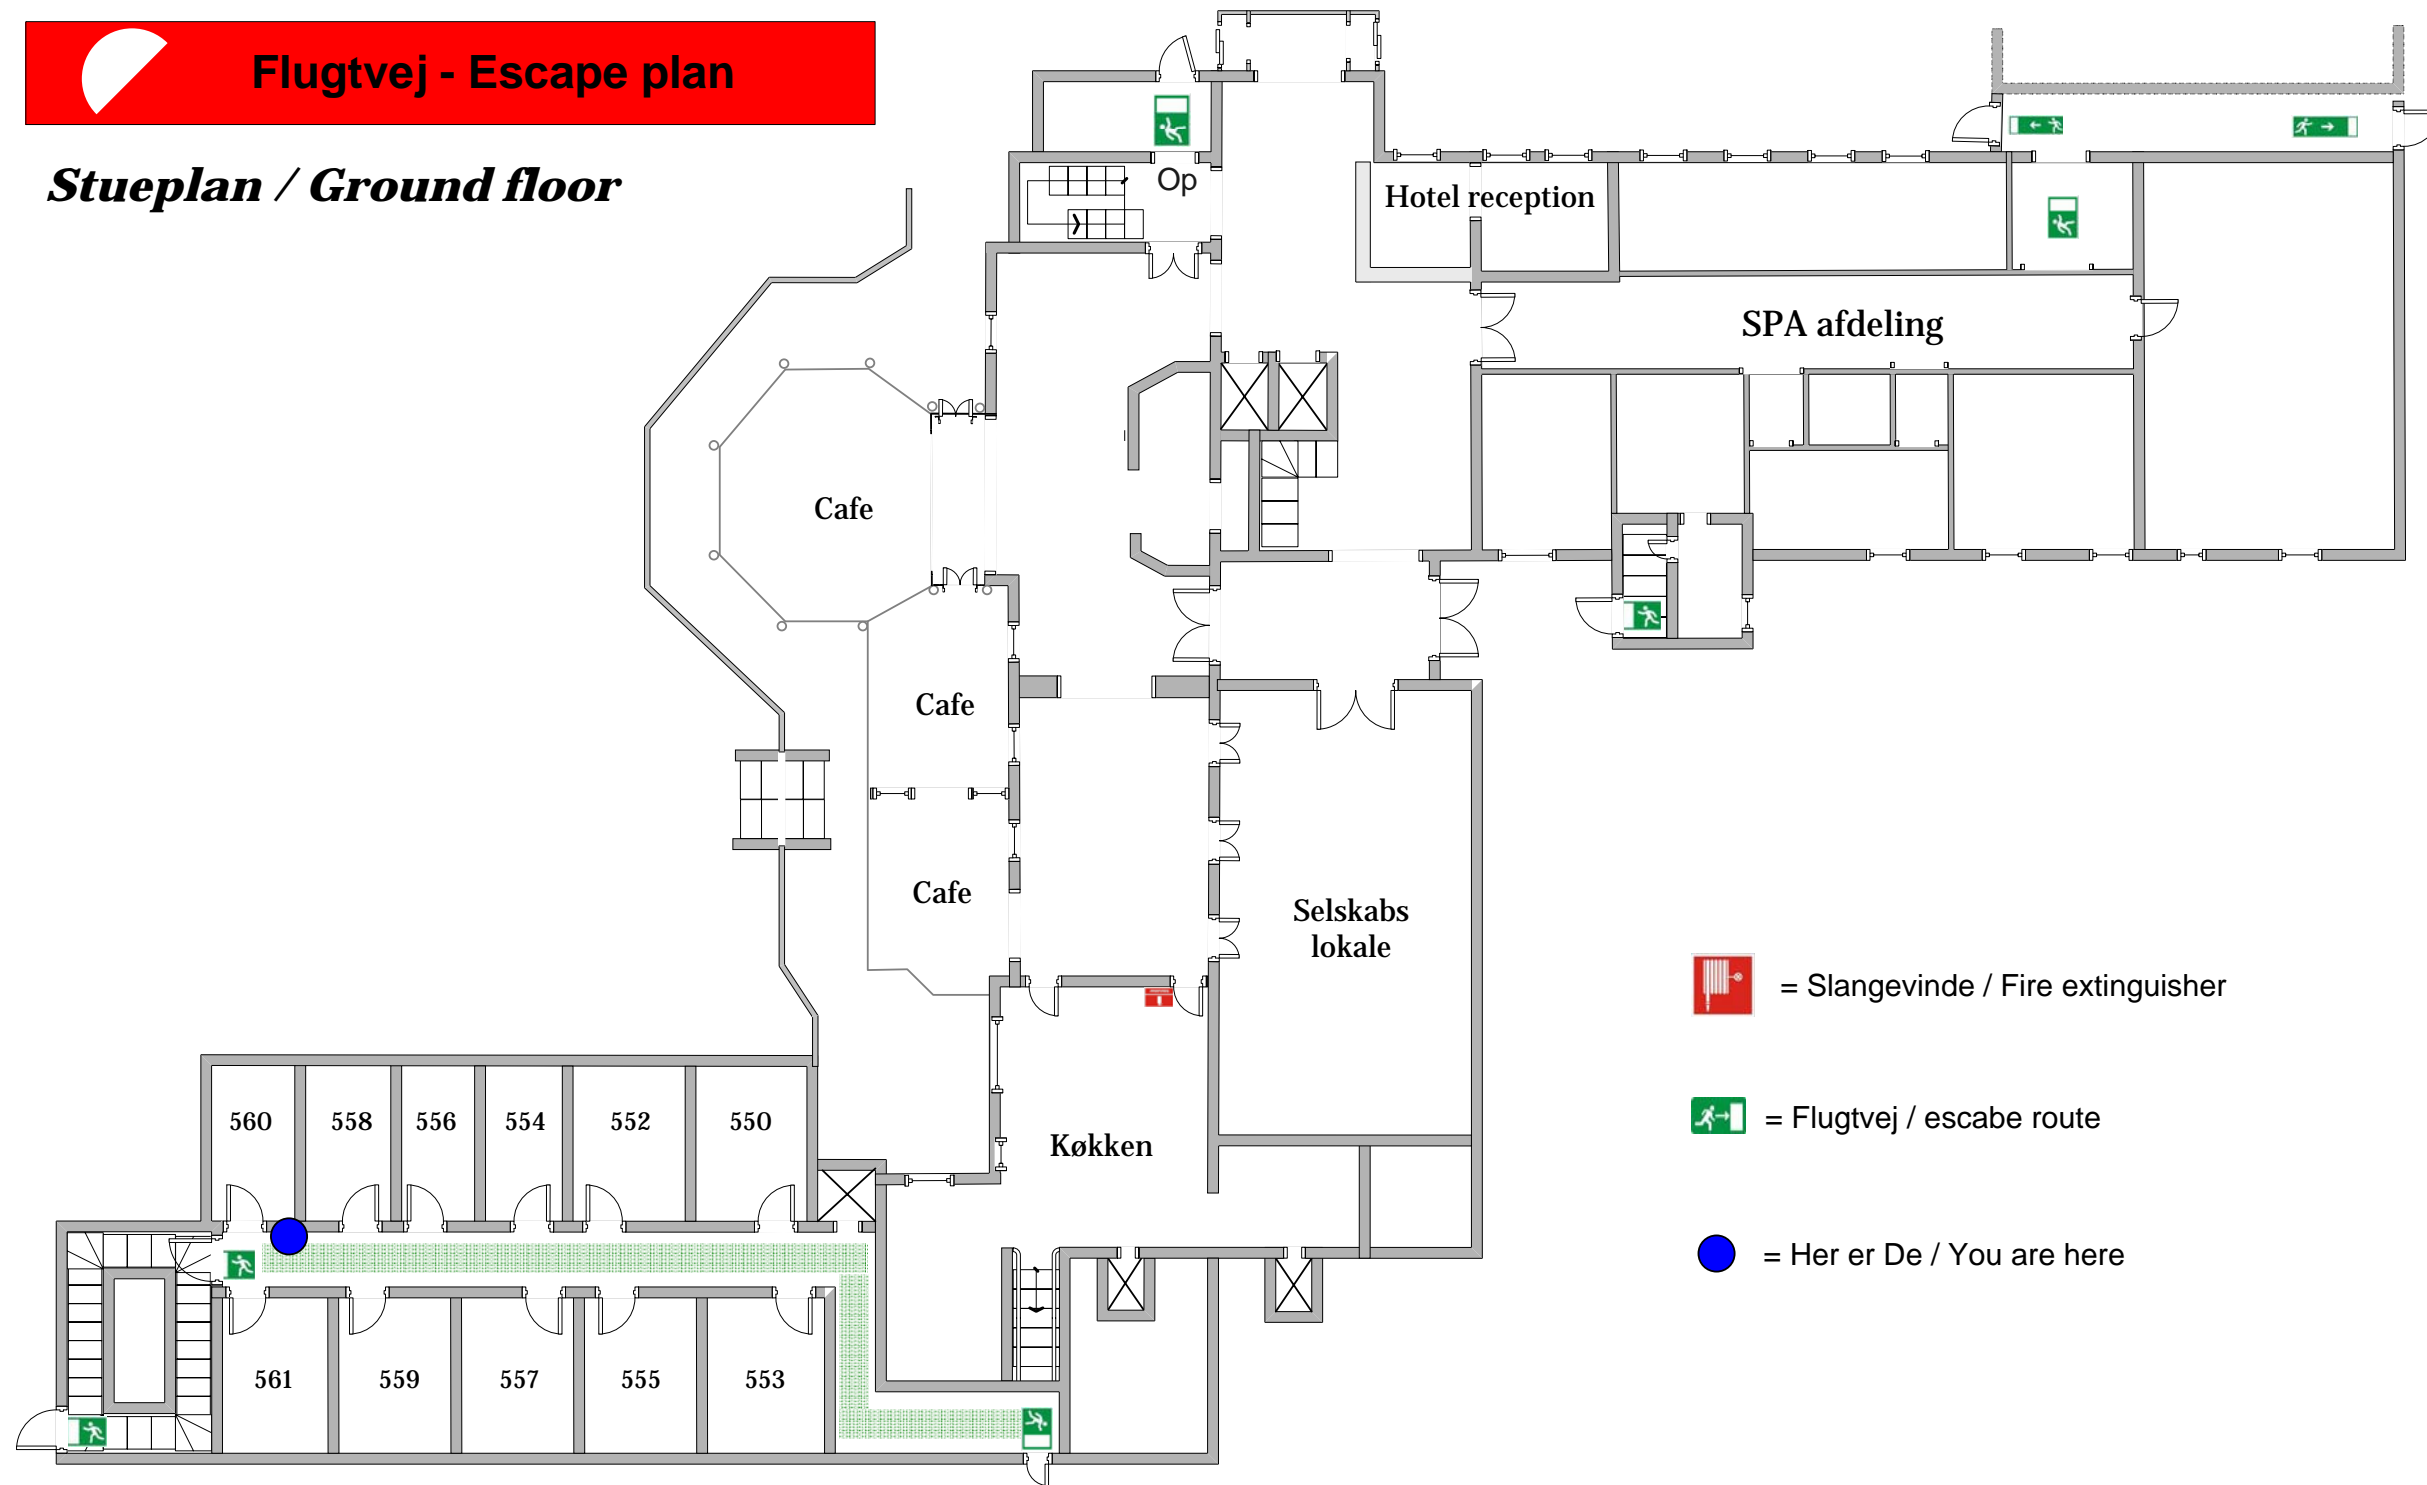 Flugtvej - Escape plan
Stueplan / Ground floor
Op
Hotel reception
SPA afdeling
Cafe
Cafe
Cafe
Selskabs
lokale
= Slangevinde / Fire extinguisher
= Flugtvej / escabe route
= Her er De / You are here
Køkken
560
558
556
554
552
550
561
559
557
555
553